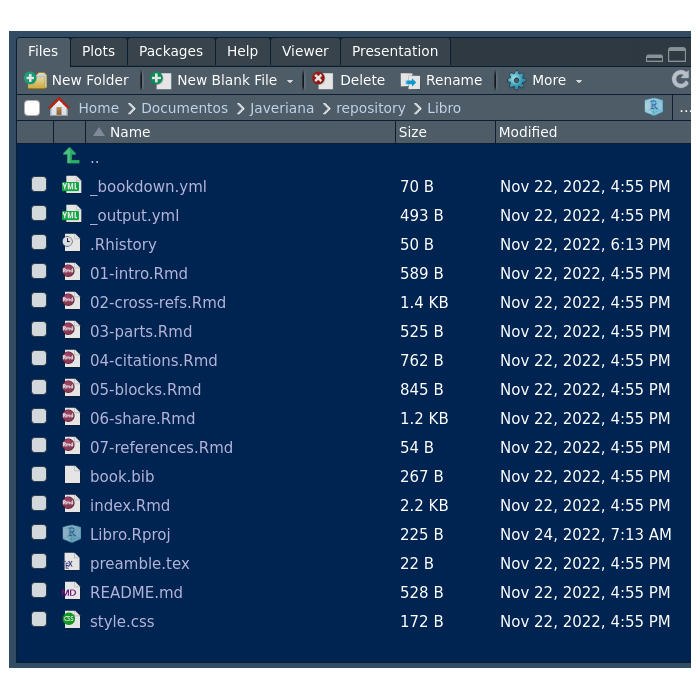 Files Plots Packages Help Viewer Presentation
New Folder New Blank File Delete Rename More
Home Documentos Javeriana repository Libro R ...
Name Size Modified
..
YML _bookdown.yml 70 B Nov 22, 2022, 4:55 PM
YML _output.yml 493 B Nov 22, 2022, 4:55 PM
.Rhistory 50 B Nov 22, 2022, 6:13 PM
Rmd 01-intro.Rmd 589 B Nov 22, 2022, 4:55 PM
Rmd 02-cross-refs.Rmd 1.4 KB Nov 22, 2022, 4:55 PM
Rmd 03-parts.Rmd 525 B Nov 22, 2022, 4:55 PM
Rmd 04-citations.Rmd 762 B Nov 22, 2022, 4:55 PM
Rmd 05-blocks.Rmd 845 B Nov 22, 2022, 4:55 PM
Rmd 06-share.Rmd 1.2 KB Nov 22, 2022, 4:55 PM
Rmd 07-references.Rmd 54 B Nov 22, 2022, 4:55 PM
book.bib 267 B Nov 22, 2022, 4:55 PM
Rmd index.Rmd 2.2 KB Nov 22, 2022, 4:55 PM
R Libro.Rproj 225 B Nov 24, 2022, 7:13 AM
preamble.tex 22 B Nov 22, 2022, 4:55 PM
MD README.md 528 B Nov 22, 2022, 4:55 PM
CSS style.css 172 B Nov 22, 2022, 4:55 PM